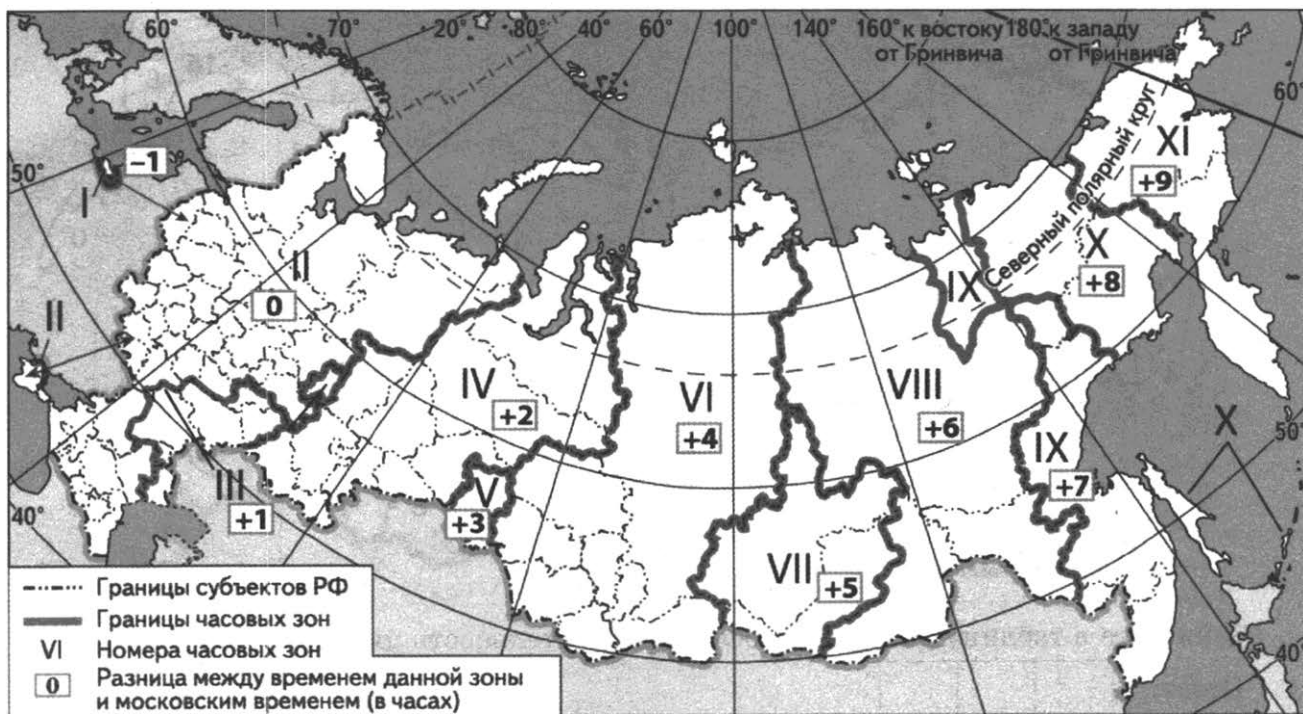 60°
70°
20°
40°
60°
80°
100°
120°
140°
160° к востоку
от Гринвича
180° к западу
от Гринвича
60°
50°
–1
I
Северный полярный круг
XI
+9
II
0
II
X
+8
IX
IV
+2
VI
+4
VIII
+6
IX
+7
X
50°
40°
III
+1
V
+3
VII
+5
40°
Границы субъектов РФ
Границы часовых зон
VI Номера часовых зон
0 Разница между временем данной зоны
и московским временем (в часах)